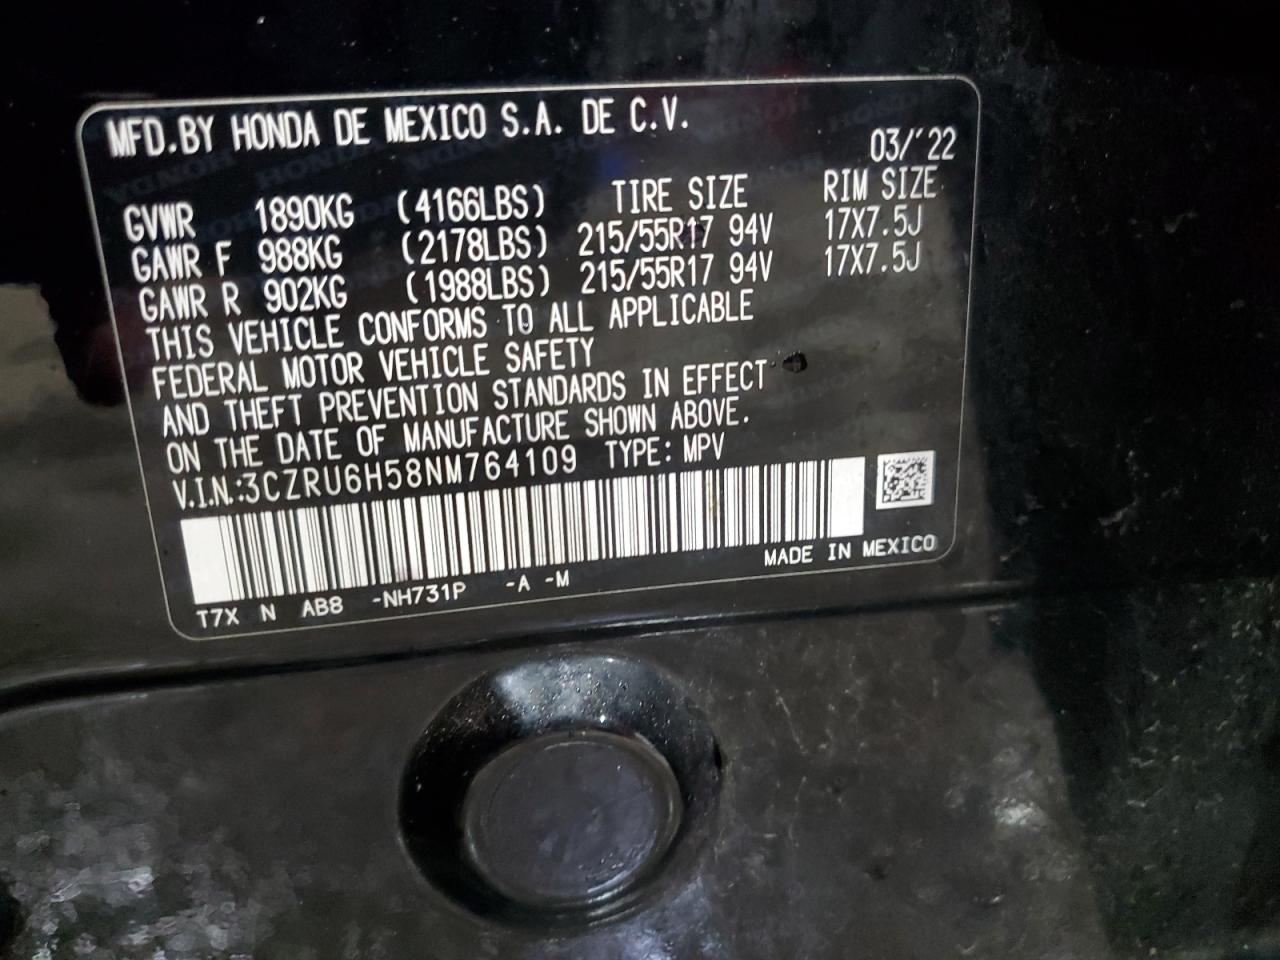 MFD.BY HONDA DE MEXICO S.A. DE C.V.
03/'22
GVWR 1890KG (4166LBS) TIRE SIZE RIM SIZE
GAWR F 988KG (2178LBS) 215/55R17 94V 17X7.5J
GAWR R 902KG (1988LBS) 215/55R17 94V 17X7.5J
THIS VEHICLE CONFORMS TO ALL APPLICABLE
FEDERAL MOTOR VEHICLE SAFETY
AND THEFT PREVENTION STANDARDS IN EFFECT
ON THE DATE OF MANUFACTURE SHOWN ABOVE.
V.I.N.:3CZRU6H58NM764109 TYPE: MPV
MADE IN MEXICO
T7X N AB8 -NH731P -A -M